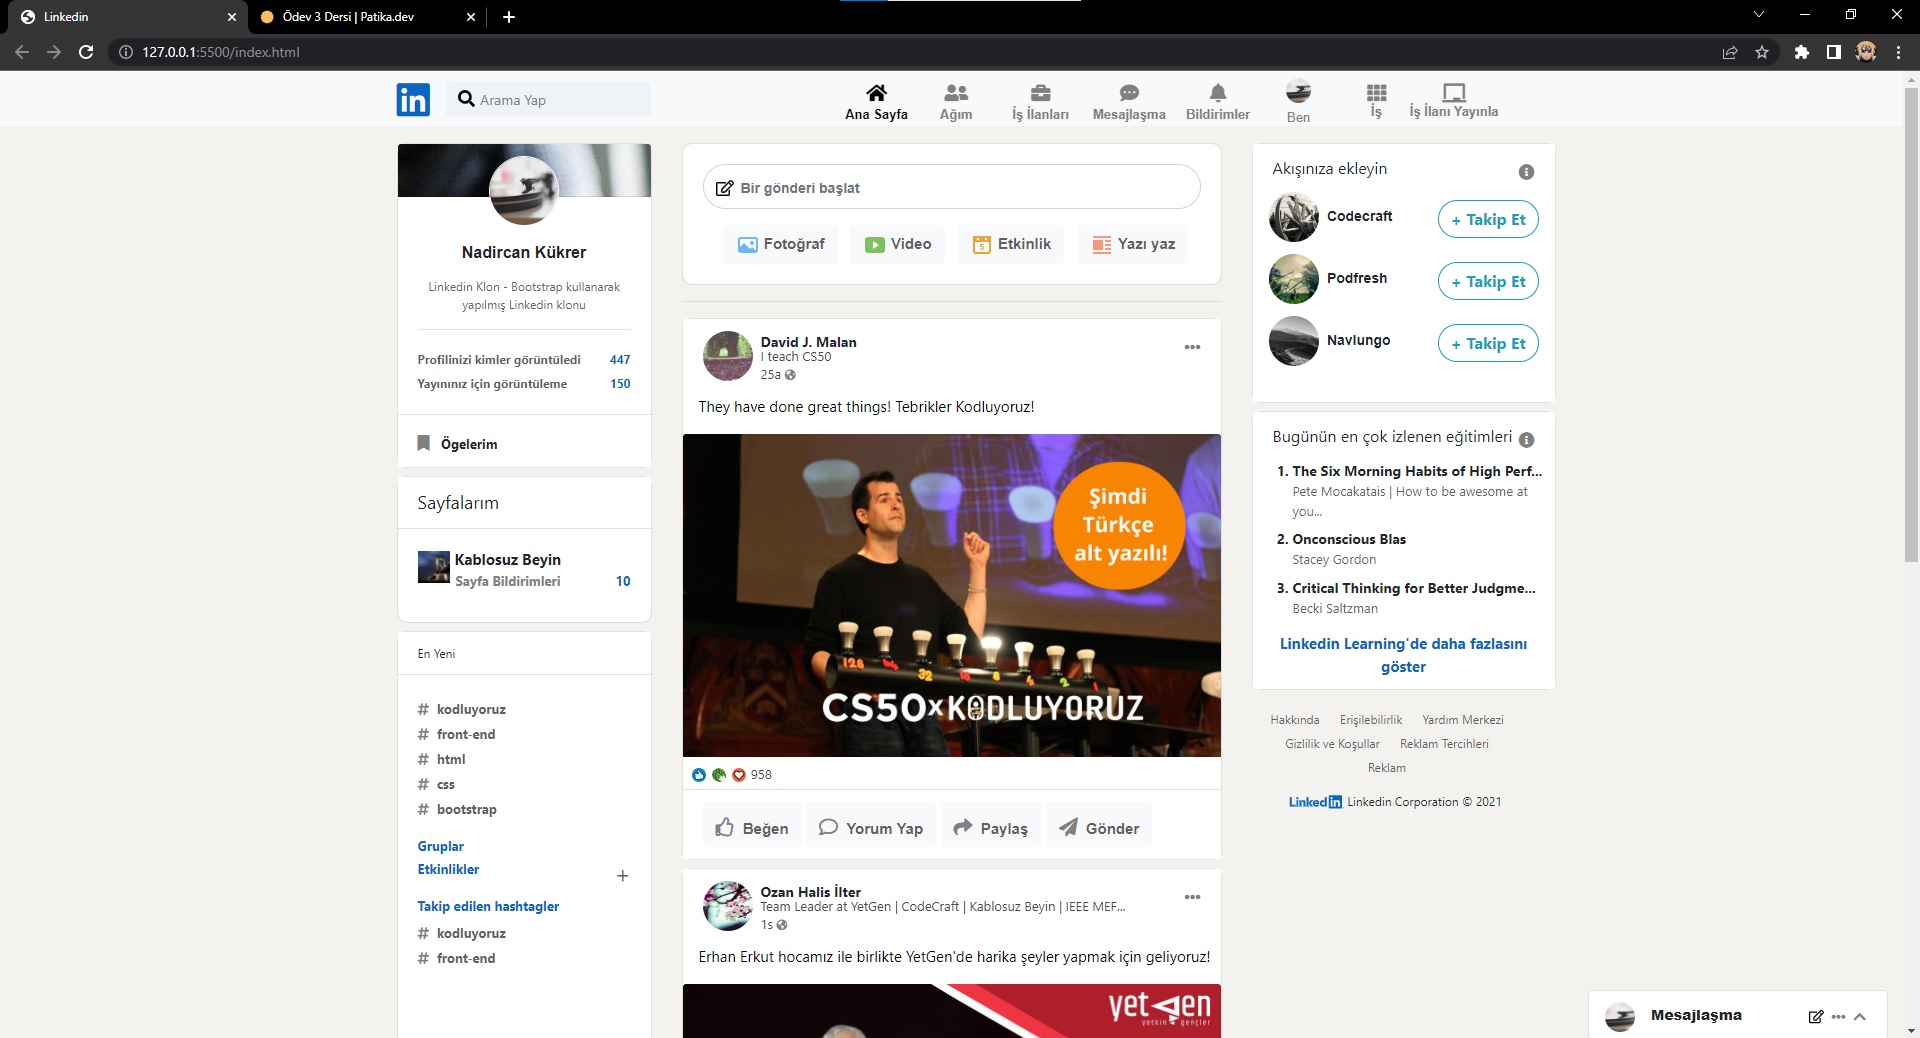 Linkedin
Ödev 3 Dersi | Patika.dev
127.0.0.1:5500/index.html
in
Arama Yap
Ana Sayfa
Ağım
İş İlanları
Mesajlaşma
Bildirimler
Ben
İş
İş İlanı Yayınla
Nadircan Kükrer
Linkedin Klon - Bootstrap kullanarak
yapılmış Linkedin klonu
Profilinizi kimler görüntüledi 447
Yayınınız için görüntüleme 150
Ögelerim
Sayfalarım
Kablosuz Beyin
Sayfa Bildirimleri 10
En Yeni
# kodluyoruz
# front-end
# html
# css
# bootstrap
Gruplar
Etkinlikler
+
Takip edilen hashtagler
# kodluyoruz
# front-end
Bir gönderi başlat
Fotoğraf
Video
5
Etkinlik
Yazı yaz
David J. Malan
I teach CS50
25a
They have done great things! Tebrikler Kodluyoruz!
Şimdi
Türkçe
alt yazılı!
128 64 32 16 8 4 2 1
CS50xKODLUYORUZ
958
Beğen
Yorum Yap
Paylaş
Gönder
Ozan Halis İlter
Team Leader at YetGen | CodeCraft | Kablosuz Beyin | IEEE MEF...
1s
Erhan Erkut hocamız ile birlikte YetGen'de harika şeyler yapmak için geliyoruz!
yetgen
yetkin gençler
Akışınıza ekleyin
Codecraft
+ Takip Et
Podfresh
+ Takip Et
Navlungo
+ Takip Et
Bugünün en çok izlenen eğitimleri
1. The Six Morning Habits of High Perf...
Pete Mocakatais | How to be awesome at
you...
2. Onconscious Blas
Stacey Gordon
3. Critical Thinking for Better Judgme...
Becki Saltzman
Linkedin Learning'de daha fazlasını
göster
Hakkında Erişilebilirlik Yardım Merkezi
Gizlilik ve Koşullar Reklam Tercihleri
Reklam
Linkedin Linkedin Corporation © 2021
Mesajlaşma